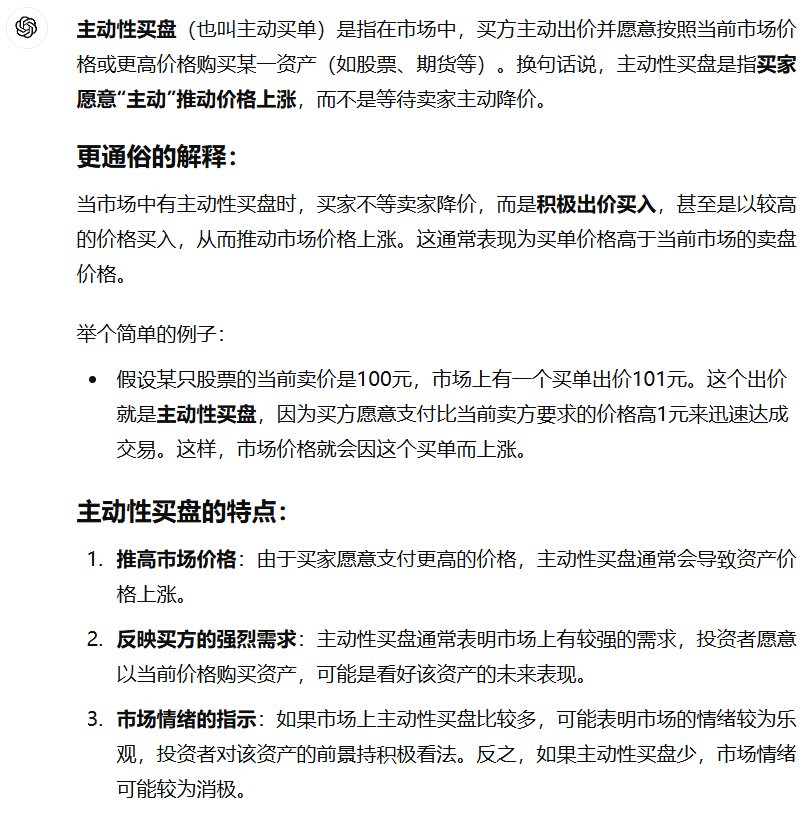 主动性买盘（也叫主动买单）是指在市场中，买方主动出价并愿意按照当前市场价
格或更高价格购买某一资产（如股票、期货等）。换句话说，主动性买盘是指买家
愿意“主动”推动价格上涨，而不是等待卖家主动降价。
更通俗的解释：
当市场中有主动性买盘时，买家不等卖家降价，而是积极出价买入，甚至是以较高
的价格买入，从而推动市场价格上涨。这通常表现为买单价格高于当前市场的卖盘
价格。
举个简单的例子：
• 假设某只股票的当前卖价是100元，市场上有一个买单出价101元。这个出价
就是主动性买盘，因为买方愿意支付比当前卖方要求的价格高1元来迅速达成
交易。这样，市场价格就会因这个买单而上涨。
主动性买盘的特点：
1. 推高市场价格：由于买家愿意支付更高的价格，主动性买盘通常会导致资产价
格上涨。
2. 反映买方的强烈需求：主动性买盘通常表明市场上有较强的需求，投资者愿意
以当前价格购买资产，可能是看好该资产的未来表现。
3. 市场情绪的指示：如果市场上主动性买盘比较多，可能表明市场的情绪较为乐
观，投资者对该资产的前景持积极看法。反之，如果主动性买盘少，市场情绪
可能较为消极。